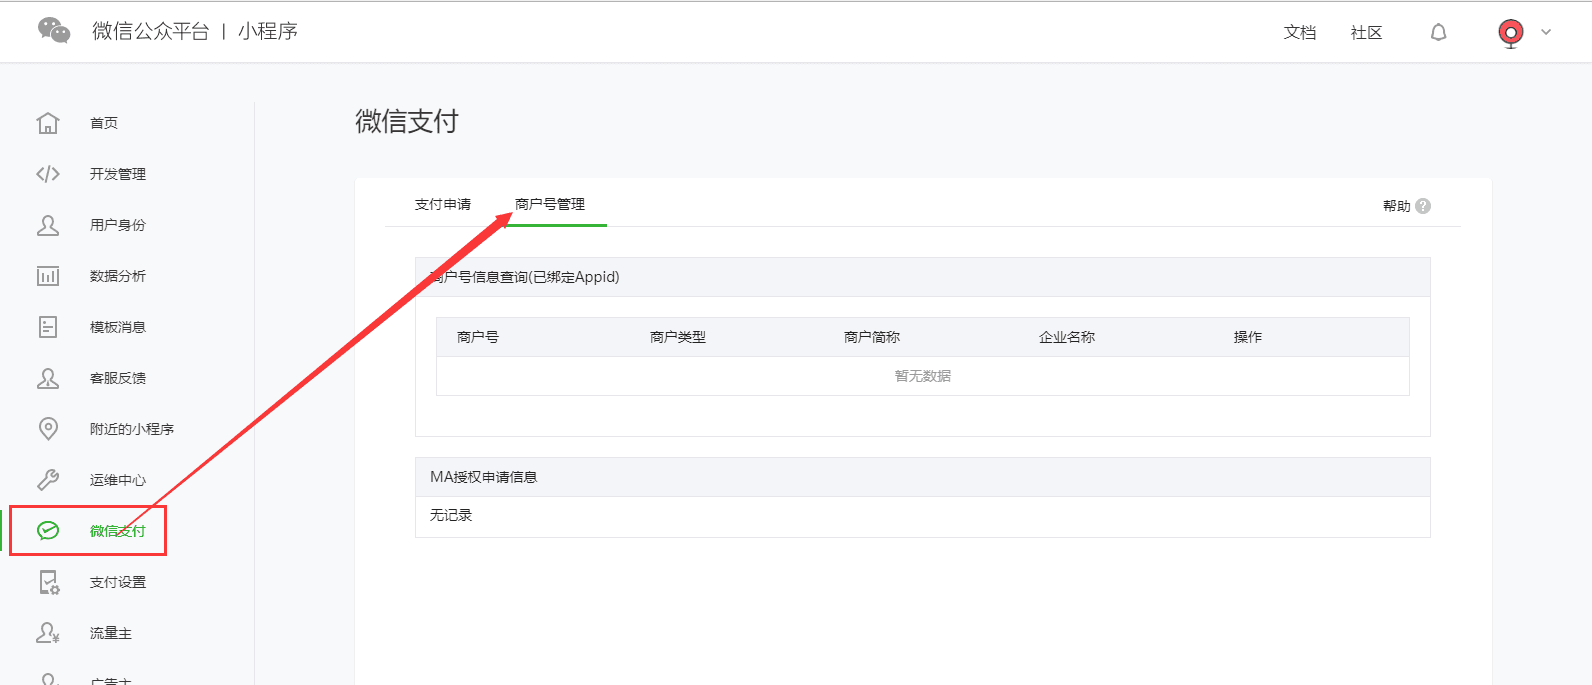 微信公众平台 | 小程序
文档
社区
首页
开发管理
用户身份
数据分析
模板消息
客服反馈
附近的小程序
运维中心
微信支付
支付设置
流量主
广告主
微信支付
支付申请
商户号管理
帮助
商户号信息查询(已绑定Appid)
商户号 商户类型 商户简称 企业名称 操作
暂无数据
MA授权申请信息
无记录